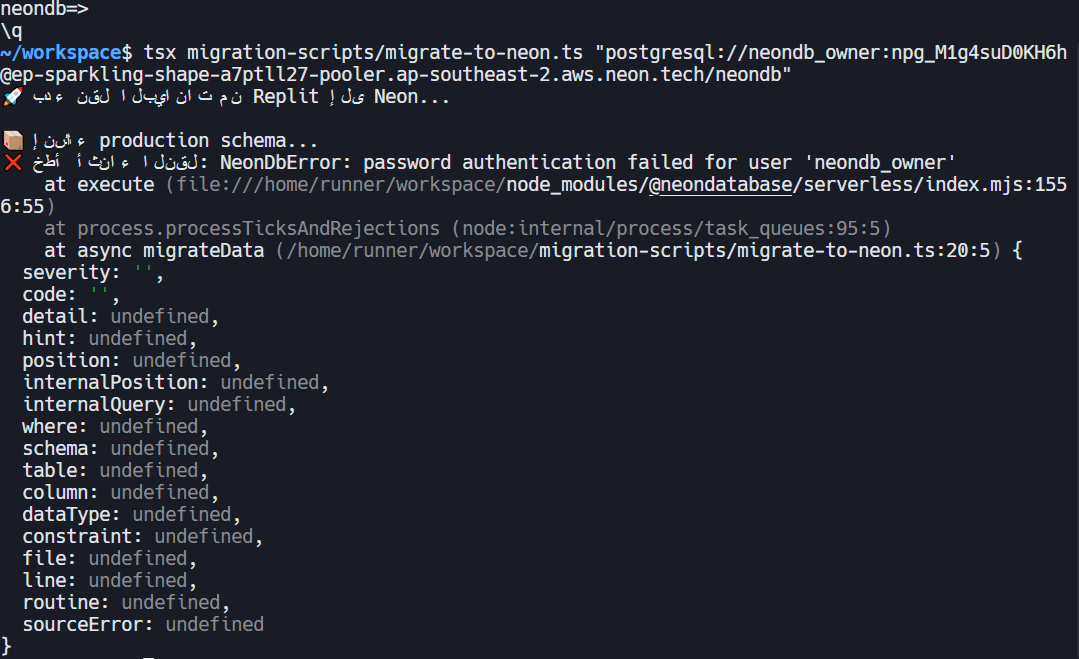 neondb=>
\q
~/workspace$ tsx migration-scripts/migrate-to-neon.ts "postgresql://neondb_owner:npg_M1g4suD0KH6h
@ep-sparkling-shape-a7ptll27-pooler.ap-southeast-2.aws.neon.tech/neondb"
🚀 بدء نقل البيانات من Replit إلى Neon...

📦 إنشاء production schema...
❌ خطأ أثناء النقل: NeonDbError: password authentication failed for user 'neondb_owner'
    at execute (file:///home/runner/workspace/node_modules/@neondatabase/serverless/index.mjs:155
6:55)
    at process.processTicksAndRejections (node:internal/process/task_queues:95:5)
    at async migrateData (/home/runner/workspace/migration-scripts/migrate-to-neon.ts:20:5) {
  severity: '',
  code: '',
  detail: undefined,
  hint: undefined,
  position: undefined,
  internalPosition: undefined,
  internalQuery: undefined,
  where: undefined,
  schema: undefined,
  table: undefined,
  column: undefined,
  dataType: undefined,
  constraint: undefined,
  file: undefined,
  line: undefined,
  routine: undefined,
  sourceError: undefined
}